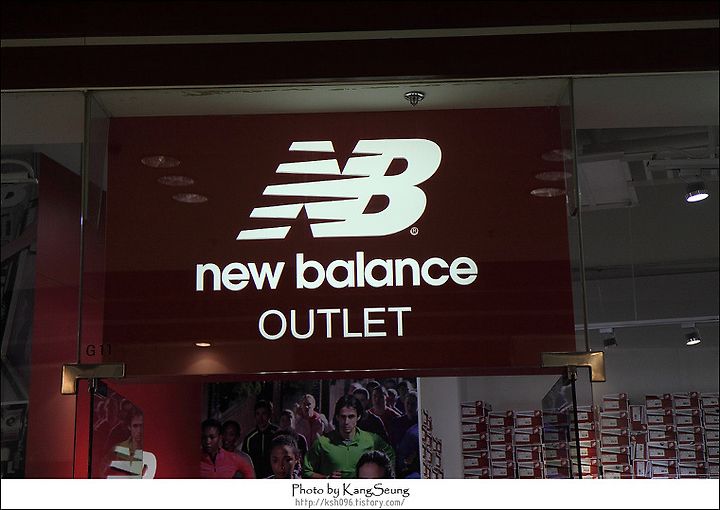 NB
®
new balance
OUTLET
G11
Photo by KangSeung
http://ksh096.tistory.com/